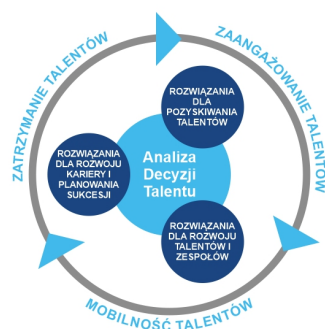 ZATRZYMANIE TALENTÓW
ZAANGAŻOWANIE TALENTÓW
ROZWIĄZANIA
DLA
POZYSKIWANIA
TALENTÓW
Analiza
Decyzji
Talentu
ROZWIĄZANIA
DLA ROZWOJU
KARIERY I
PLANOWANIA
SUKCESJI
ROZWIĄZANIA
DLA ROZWOJU
TALENTÓW I
ZESPOŁÓW
MOBILNOŚĆ TALENTÓW